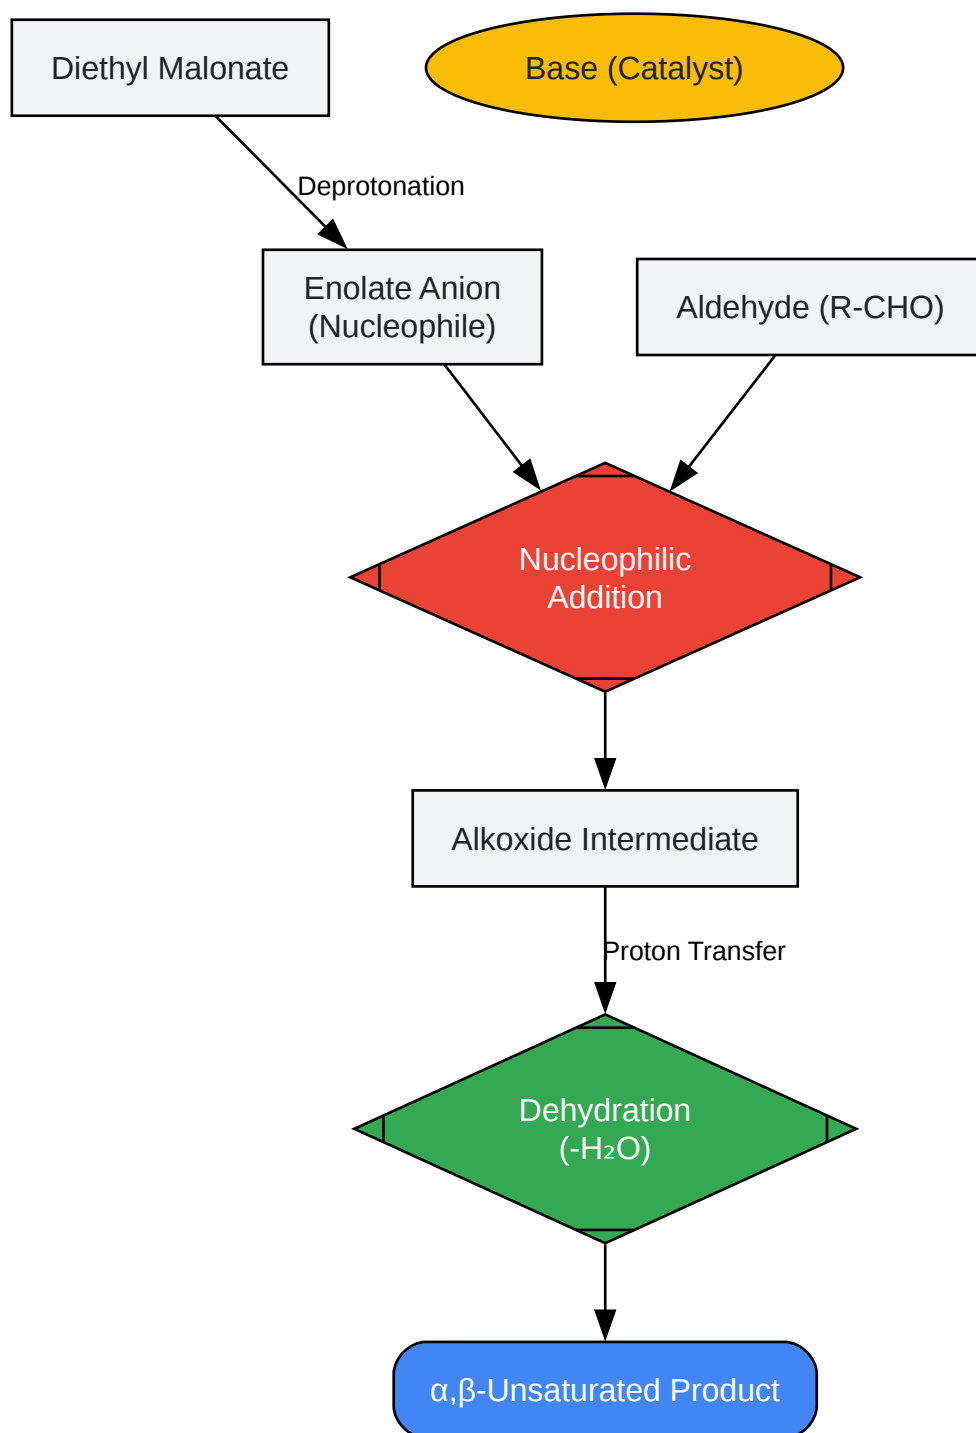 Diethyl Malonate
Base (Catalyst)
Deprotonation
Enolate Anion
(Nucleophile)
Aldehyde (R-CHO)
Nucleophilic
Addition
Alkoxide Intermediate
Proton Transfer
Dehydration
(-H₂O)
α,β-Unsaturated Product